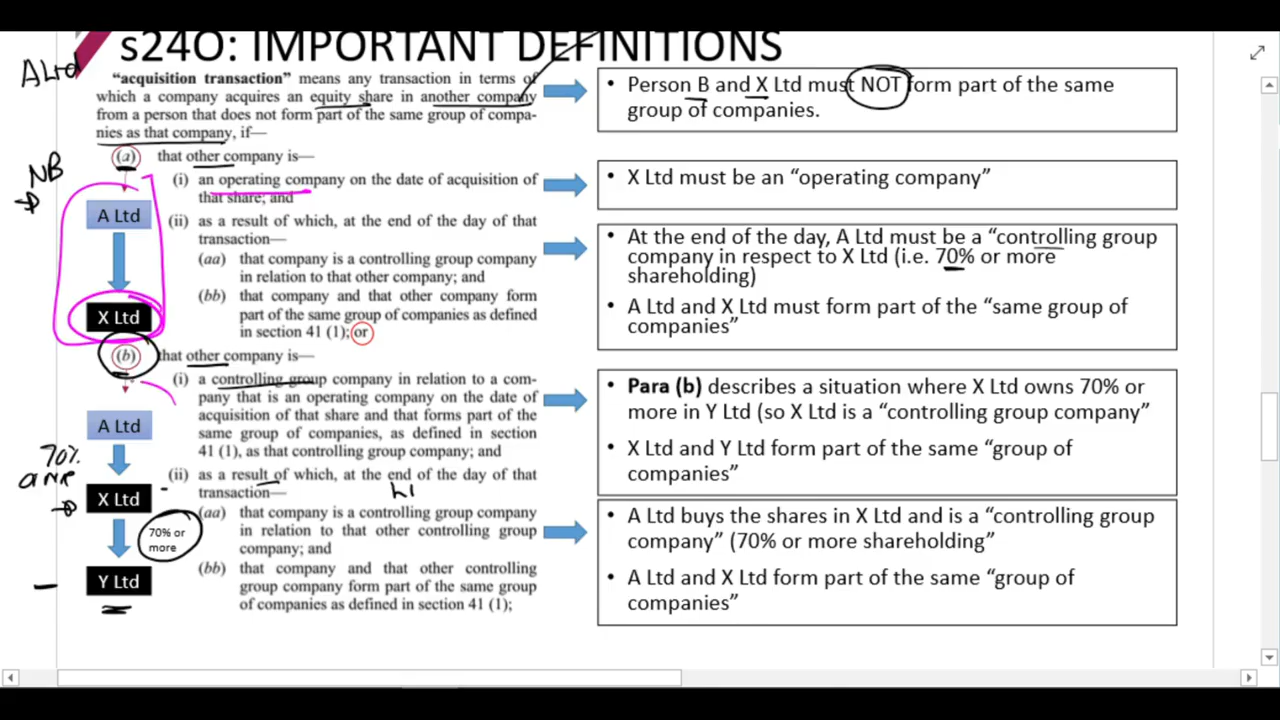 s24O: IMPORTANT DEFINITIONS
A Ltd
“acquisition transaction” means any transaction in terms of
which a company acquires an equity share in another company
from a person that does not form part of the same group of compa-
nies as that company, if—
(a) that other company is—
(i) an operating company on the date of acquisition of
that share; and
(ii) as a result of which, at the end of the day of that
transaction—
(aa) that company is a controlling group company
in relation to that other company; and
(bb) that company and that other company form
part of the same group of companies as defined
in section 41 (1); or
(b) that other company is—
(i) a controlling group company in relation to a com-
pany that is an operating company on the date of
acquisition of that share and that forms part of the
same group of companies, as defined in section
41 (1), as that controlling group company; and
(ii) as a result of which, at the end of the day of that
transaction—
(aa) that company is a controlling group company
in relation to that other controlling group
company; and
(bb) that company and that other controlling
group company form part of the same group
of companies as defined in section 41 (1);
NB
A Ltd
X Ltd
A Ltd
70%
X Ltd
70% or
more
Y Ltd
• Person B and X Ltd must NOT form part of the same
group of companies.
• X Ltd must be an “operating company”
• At the end of the day, A Ltd must be a “controlling group
company in respect to X Ltd (i.e. 70% or more
shareholding)
• A Ltd and X Ltd must form part of the “same group of
companies”
• Para (b) describes a situation where X Ltd owns 70% or
more in Y Ltd (so X Ltd is a “controlling group company”
• X Ltd and Y Ltd form part of the same “group of
companies”
• A Ltd buys the shares in X Ltd and is a “controlling group
company” (70% or more shareholding”
• A Ltd and X Ltd form part of the same “group of
companies”